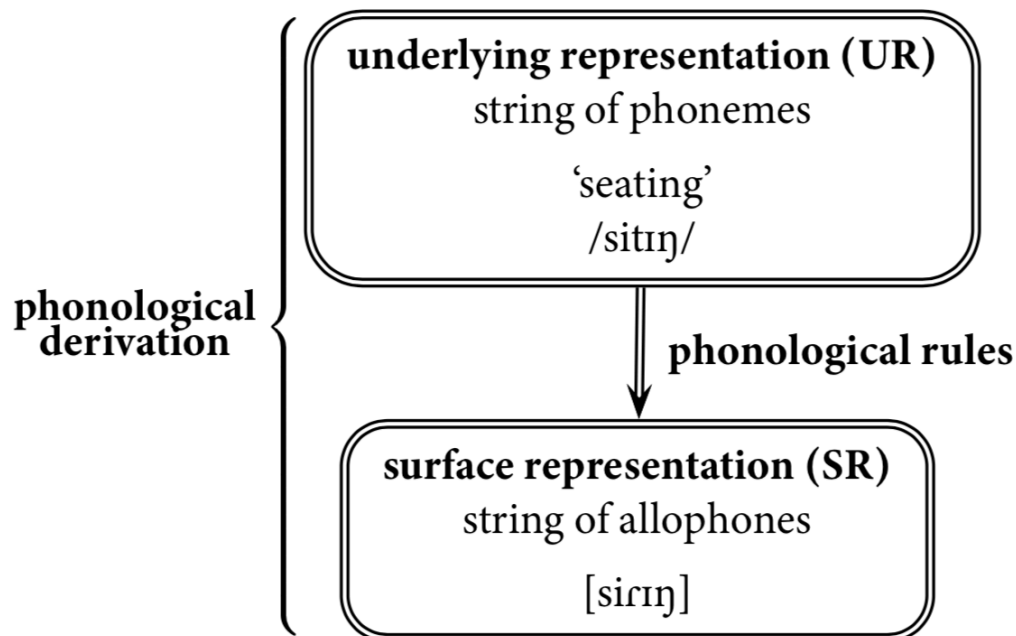 underlying representation (UR)
string of phonemes
‘seating’
/sitɪŋ/
phonological
derivation
phonological rules
surface representation (SR)
string of allophones
[siɾɪŋ]